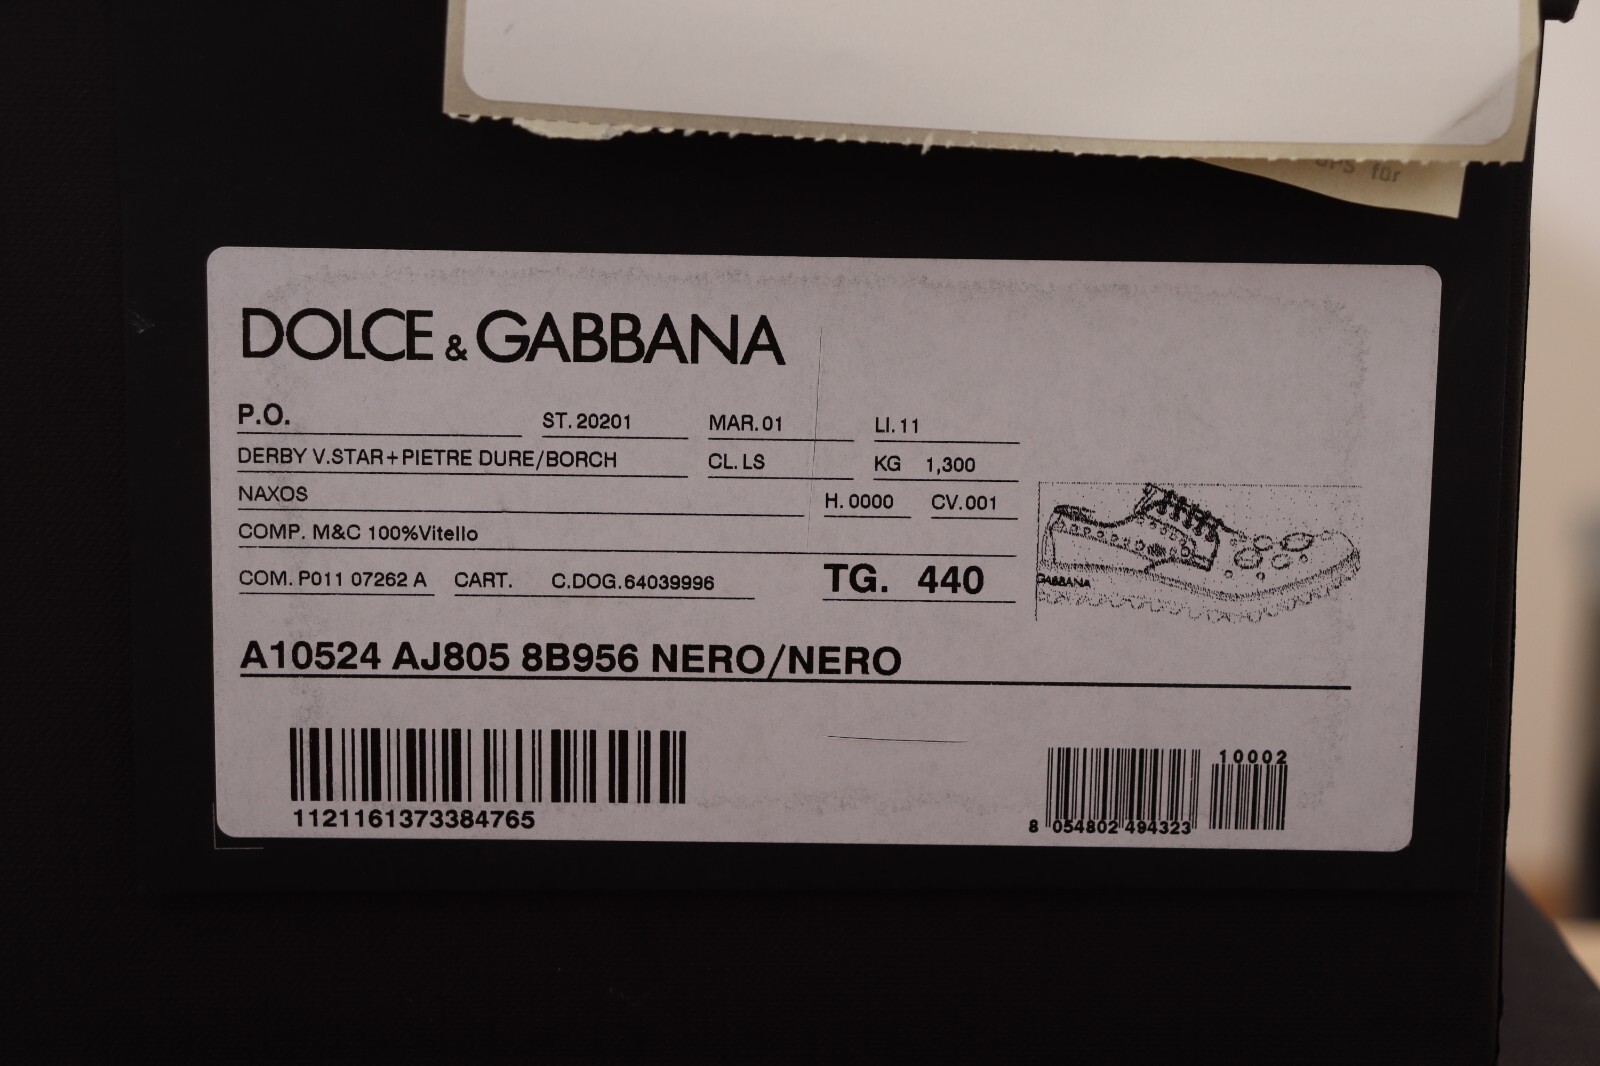 für
DOLCE & GABBANA
P.O. ST. 20201 MAR. 01 LI. 11
DERBY V.STAR+PIETRE DURE/BORCH CL. LS KG 1,300
NAXOS H. 0000 CV.001
COMP. M&C 100%Vitello
COM. P011 07262 A CART. C.DOG.64039996 TG. 440
GABBANA
A10524 AJ805 8B956 NERO/NERO
1121161373384765
10002
8 054802 494323